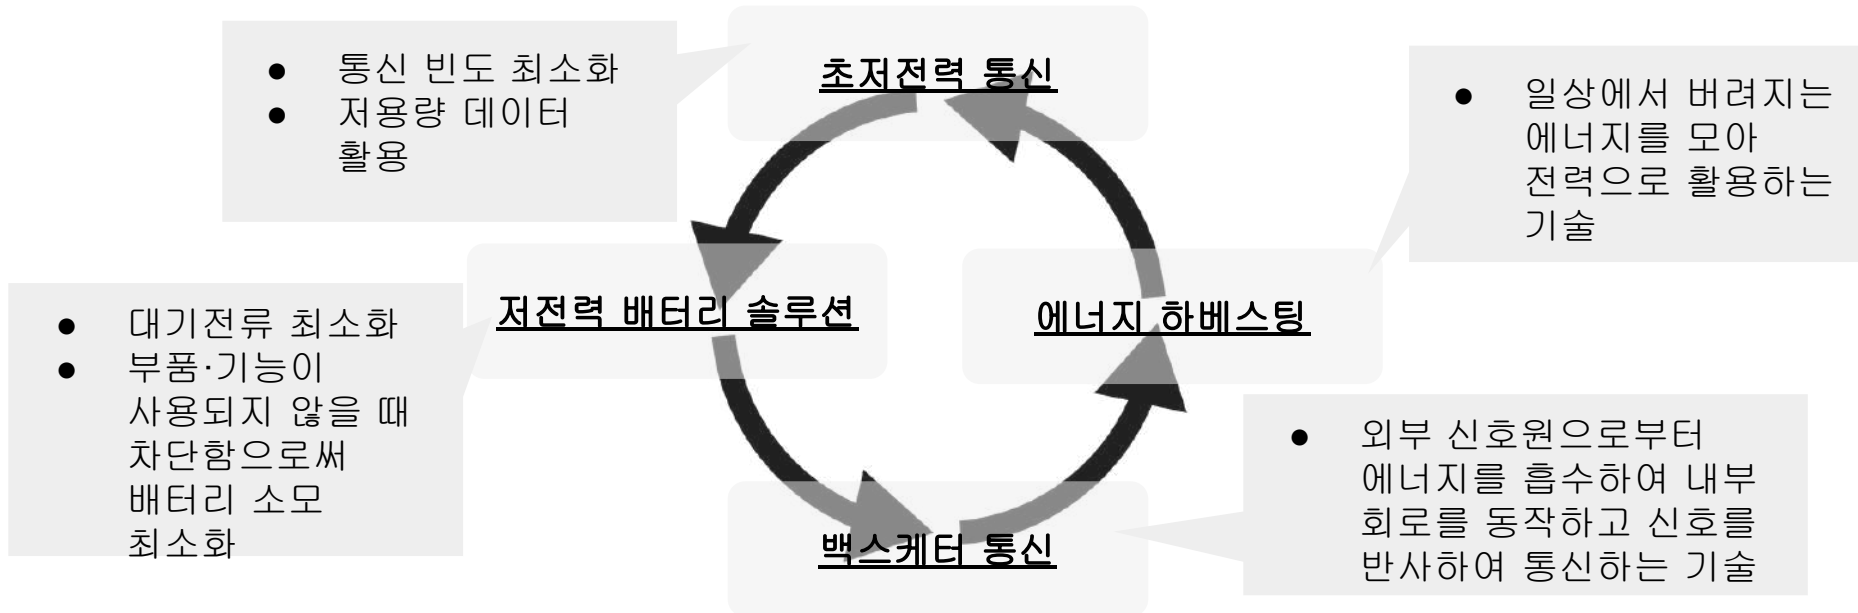 초저전력 통신
● 통신 빈도 최소화
● 저용량 데이터
활용
저전력 배터리 솔루션
● 대기전류 최소화
● 부품·기능이
사용되지 않을 때
차단함으로써
배터리 소모
최소화
백스케터 통신
● 외부 신호원으로부터
에너지를 흡수하여 내부
회로를 동작하고 신호를
반사하여 통신하는 기술
에너지 하베스팅
● 일상에서 버려지는
에너지를 모아
전력으로 활용하는
기술